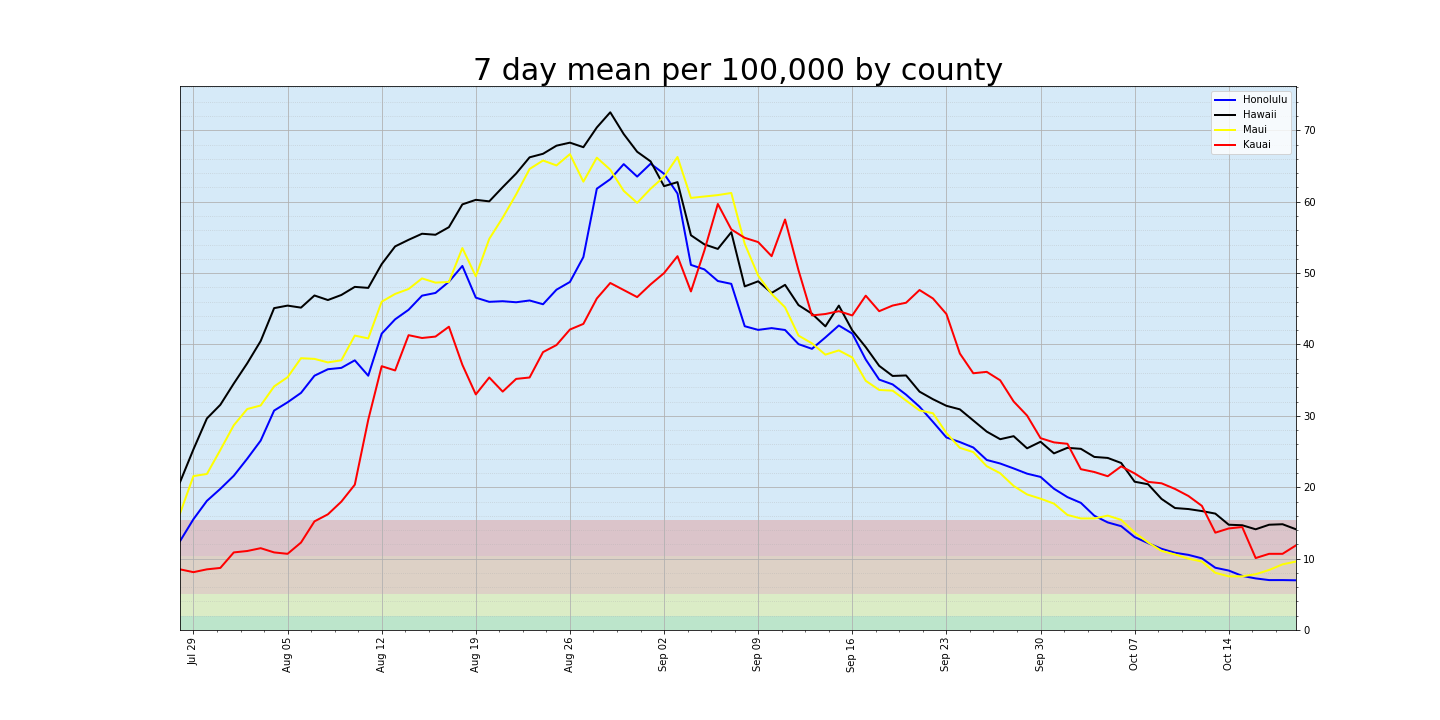 7 day mean per 100,000 by county
Honolulu
Hawaii
Maui
Kauai
70
60
50
40
30
20
10
0
Jul 29
Aug 05
Aug 12
Aug 19
Aug 26
Sep 02
Sep 09
Sep 16
Sep 23
Sep 30
Oct 07
Oct 14